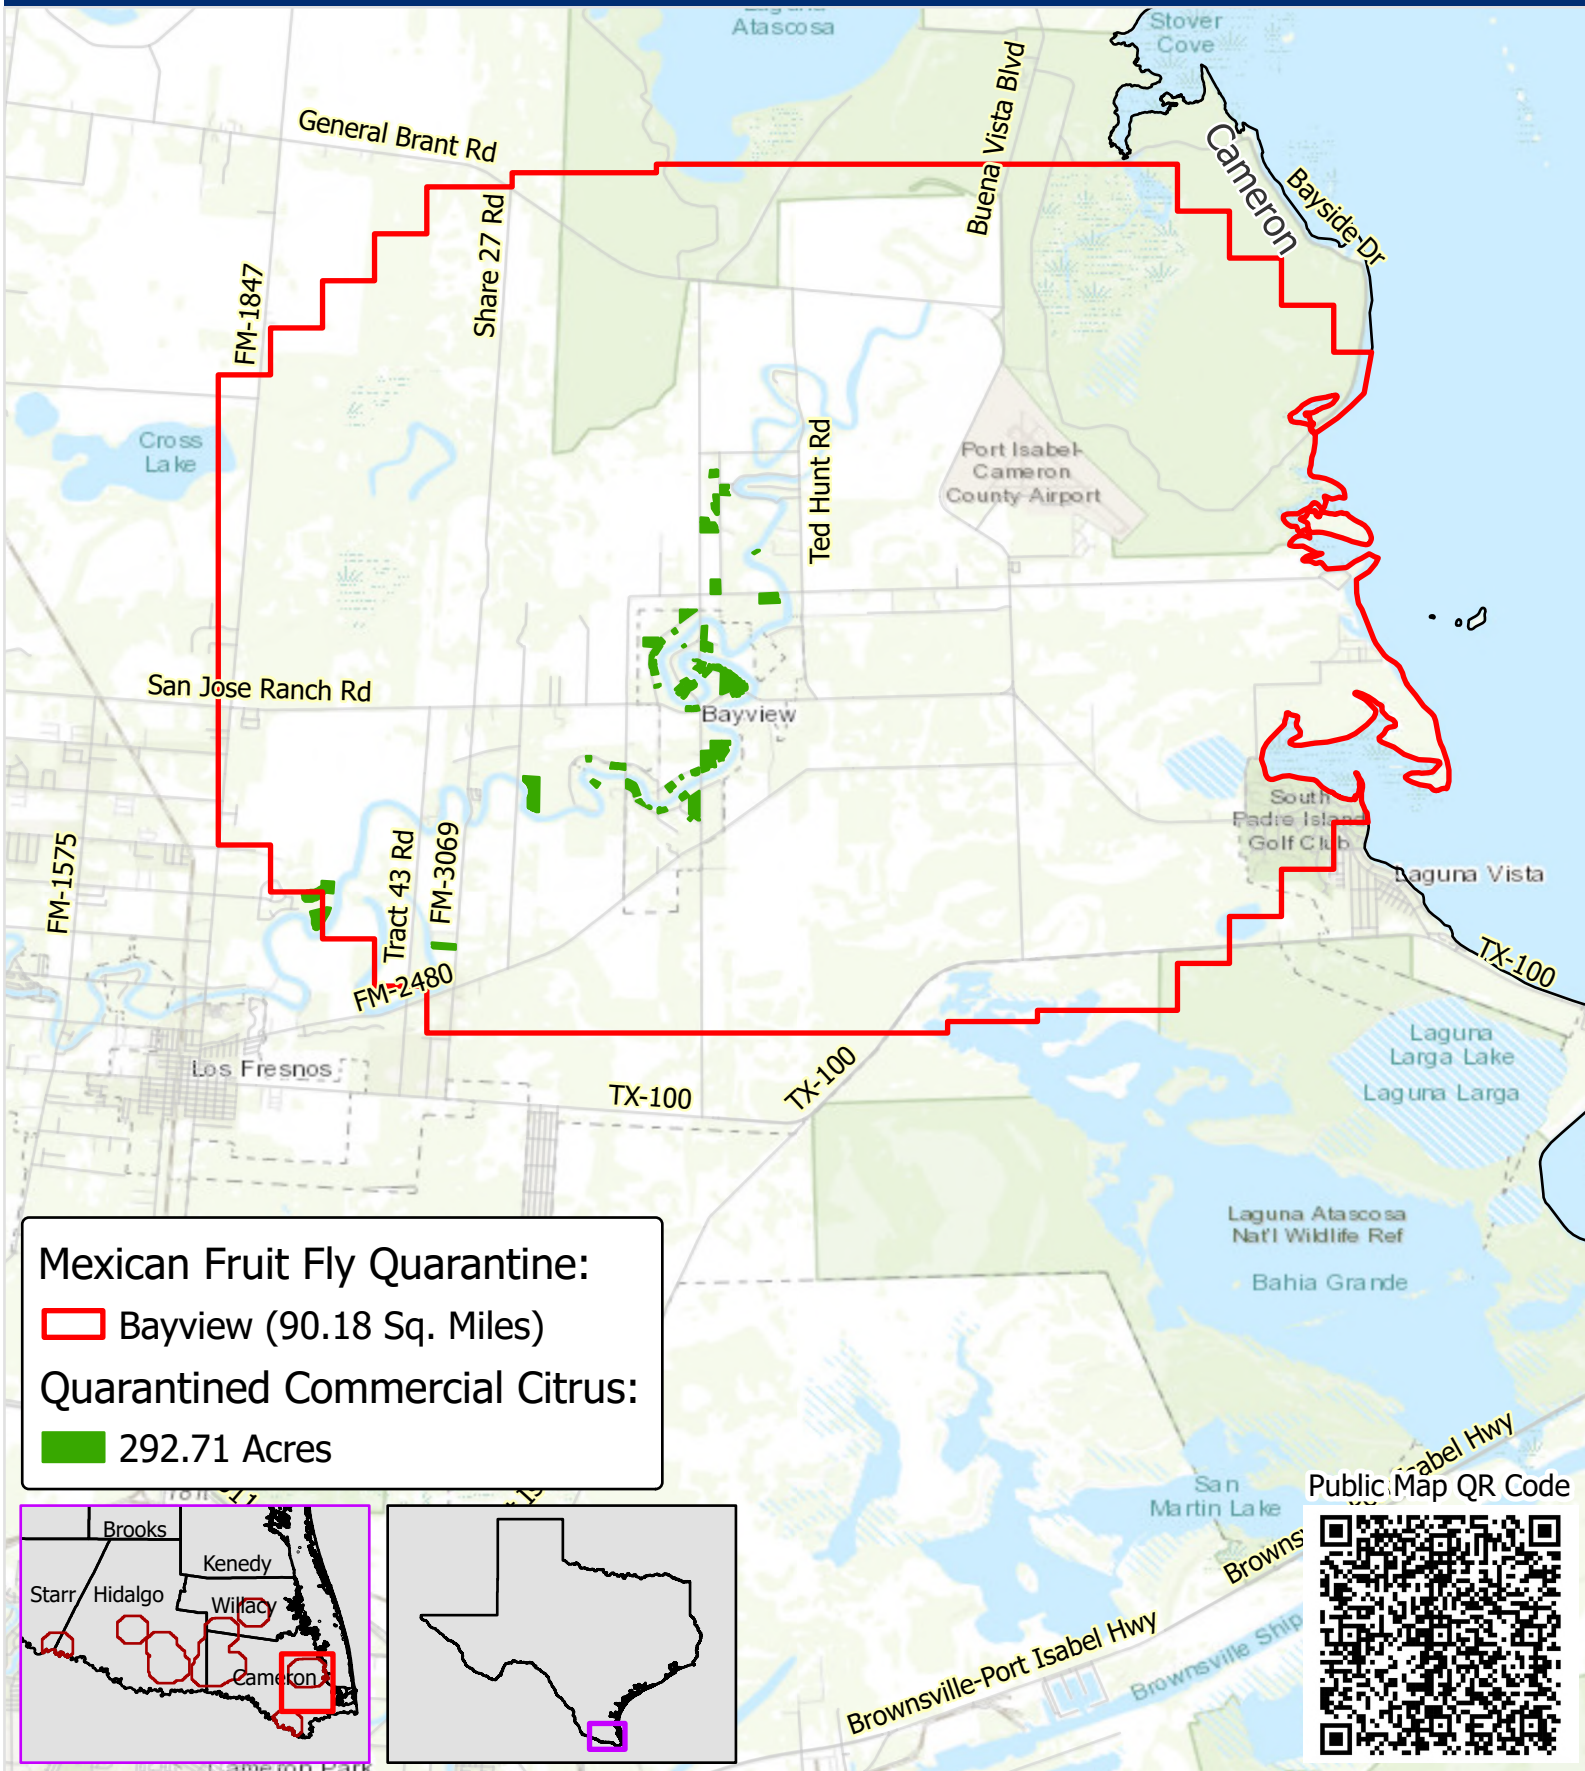 Atascosa
Stover
Cove
Buena Vista Blvd
General Brant Rd
Cameron
Bayside Dr
Share 27 Rd
FM-1847
Cross
Lake
Ted Hunt Rd
Port Isabel-
Cameron
County Airport
San Jose Ranch Rd
Bayview
South
Padre Island
Golf Club
Laguna Vista
FM-1575
Tract 43 Rd
FM-3069
FM-2480
TX-100
Los Fresnos
TX-100
TX-100
Laguna
Larga Lake
Laguna Larga
Laguna Atascosa
Nat'l Wildlife Ref
Bahia Grande
Mexican Fruit Fly Quarantine:
Bayview (90.18 Sq. Miles)
Quarantined Commercial Citrus:
292.71 Acres
San
Martin Lake
Public Map QR Code
Brownsville-Port Isabel Hwy
Brownsville Ship
Brooks
Kenedy
Starr
Hidalgo
Willacy
Cameron